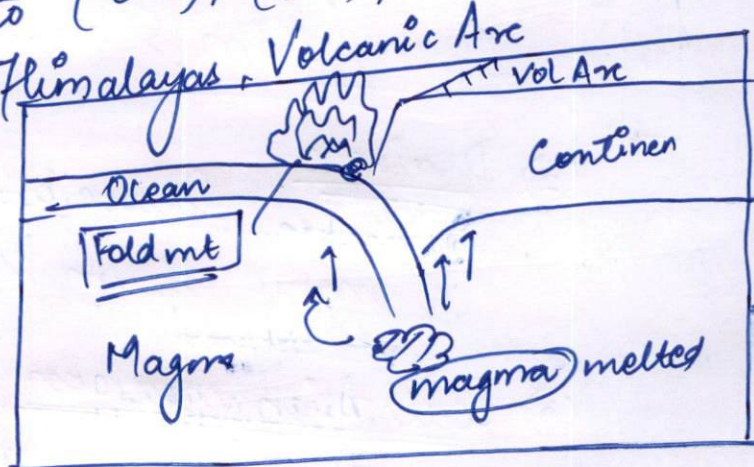 Himalayas, Volcanic Arc
Vol Arc
Continen
Ocean
Fold mt
Magma
magma melted